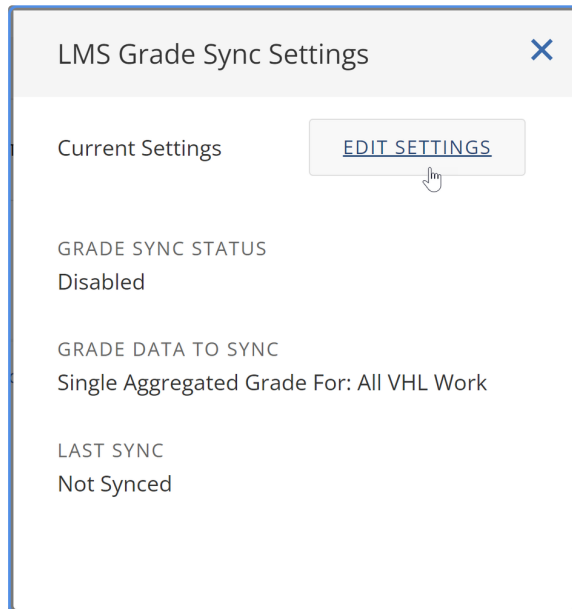 LMS Grade Sync Settings
Current Settings
EDIT SETTINGS
GRADE SYNC STATUS
Disabled
GRADE DATA TO SYNC
Single Aggregated Grade For: All VHL Work
LAST SYNC
Not Synced